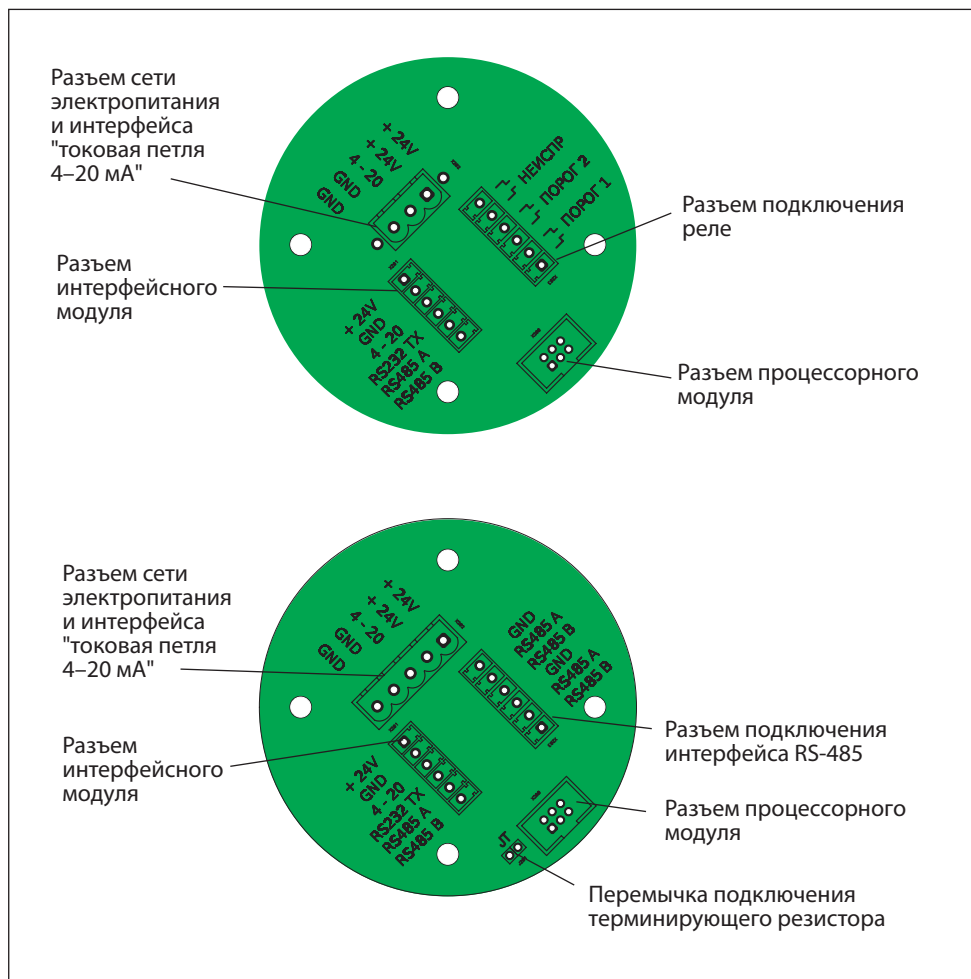 Разъем сети
электропитания
и интерфейса
"токовая петля
4–20 мА"
+ 24V
+ 24V
4 - 20
GND
GND
НЕИСПР
ПОРОГ 2
ПОРОГ 1
Разъем подключения
реле
Разъем
интерфейсного
модуля
+ 24V
GND
4 - 20
RS232 TX
RS485 A
RS485 B
Разъем процессорного
модуля
Разъем сети
электропитания
и интерфейса
"токовая петля
4–20 мА"
+ 24V
+ 24V
4 - 20
GND
GND
GND
RS485 A
RS485 B
GND
RS485 A
RS485 B
Разъем подключения
интерфейса RS-485
Разъем
интерфейсного
модуля
+ 24V
GND
4 - 20
RS232 TX
RS485 A
RS485 B
Разъем процессорного
модуля
JT
Перемычка подключения
терминирующего резистора